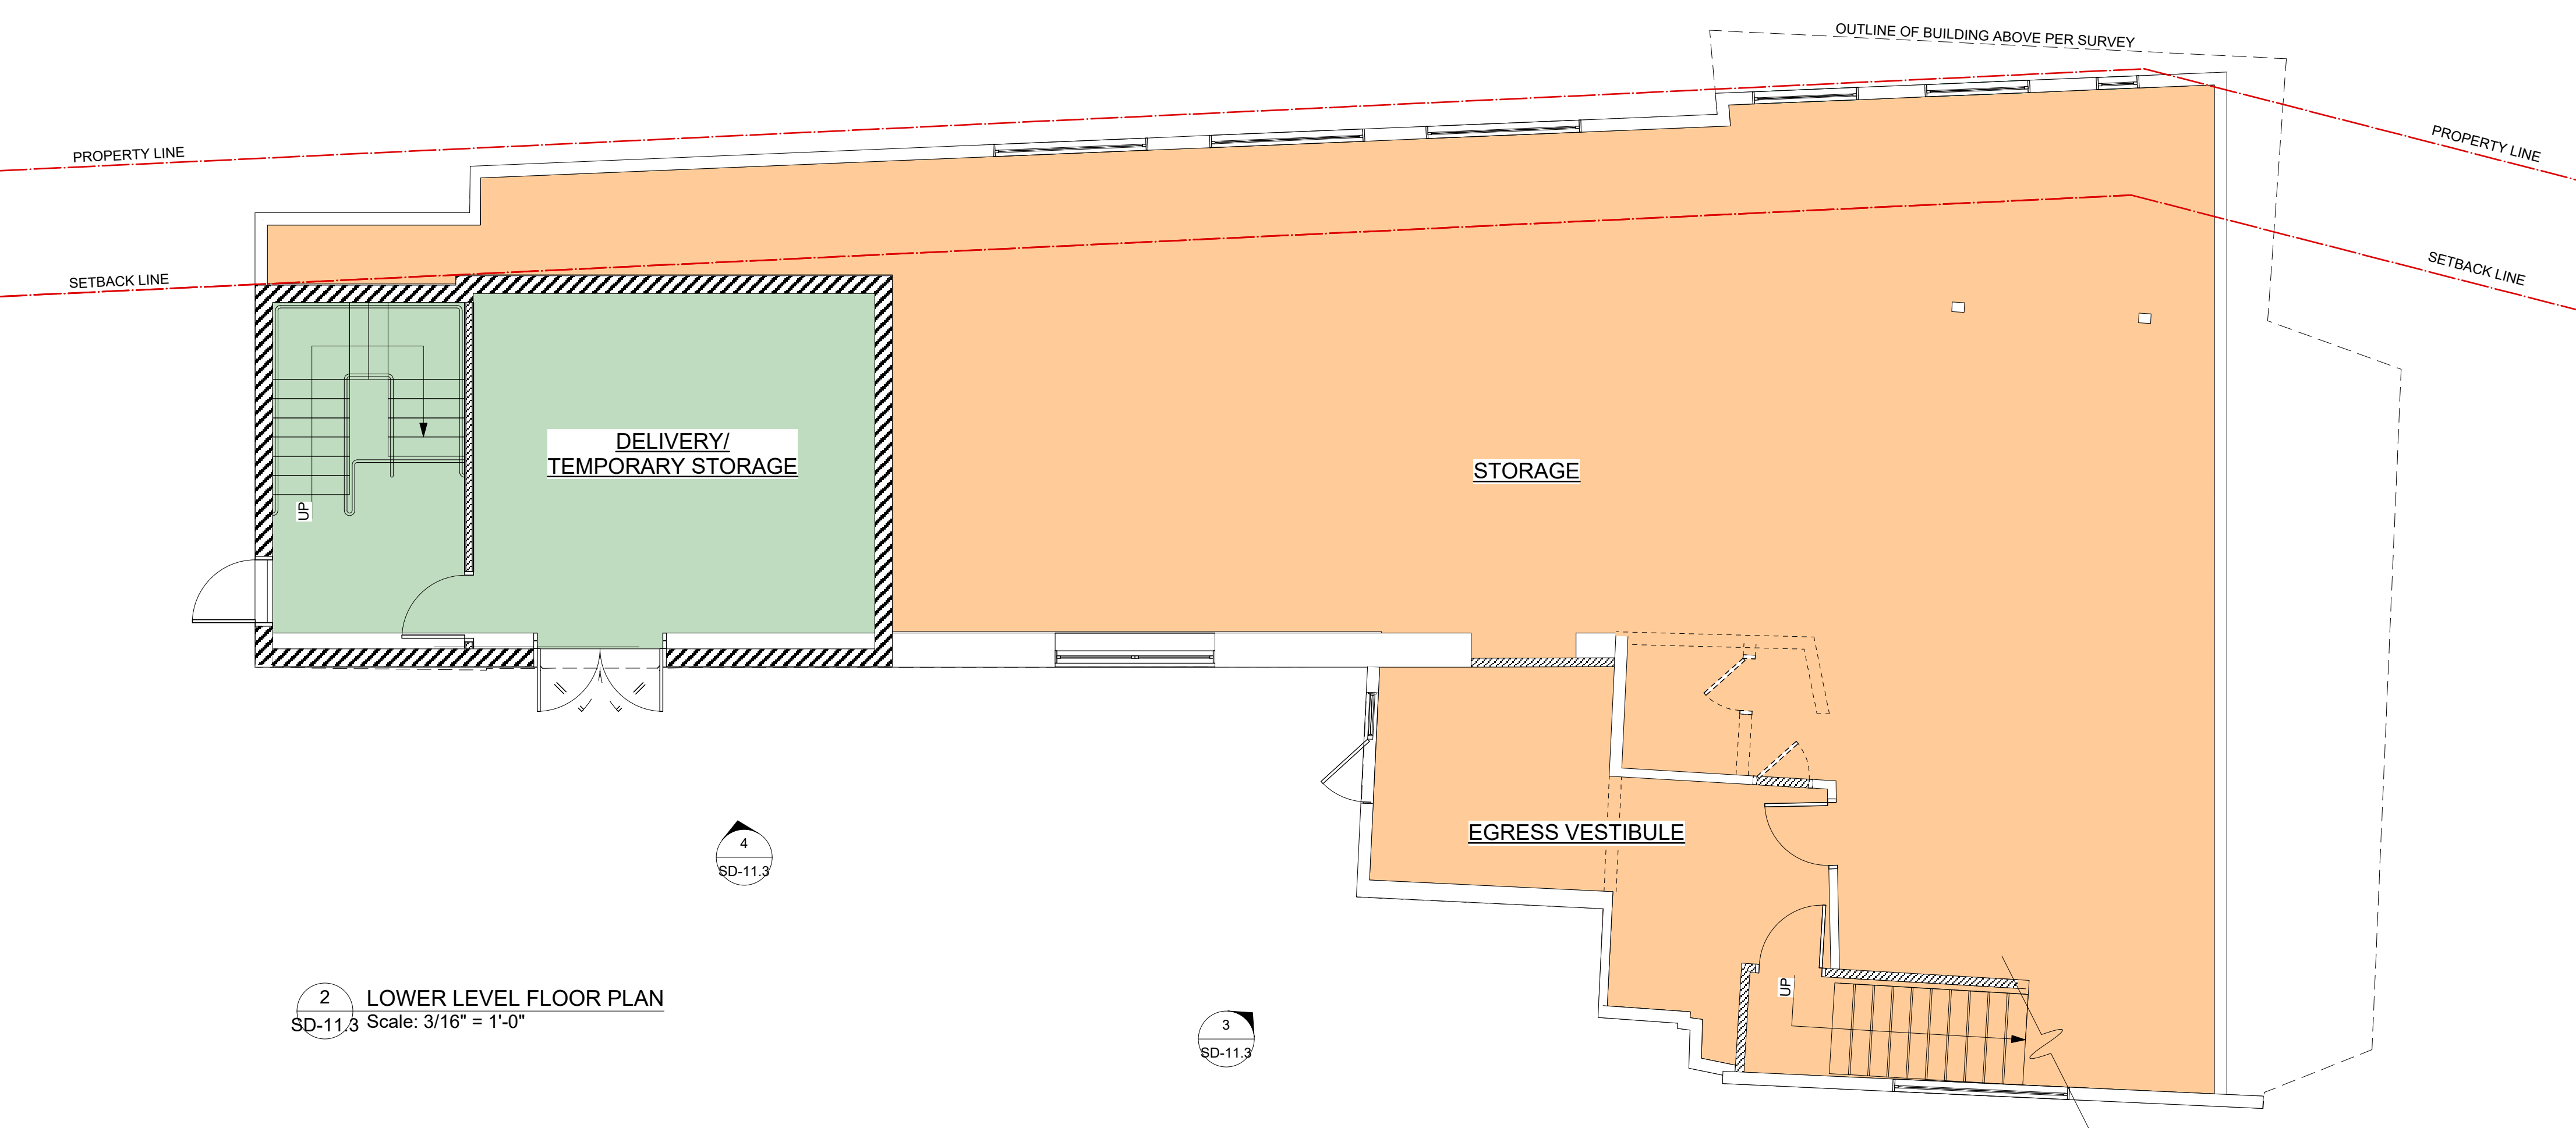 OUTLINE OF BUILDING ABOVE PER SURVEY
PROPERTY LINE
PROPERTY LINE
SETBACK LINE
SETBACK LINE
DELIVERY/
TEMPORARY STORAGE
STORAGE
UP
EGRESS VESTIBULE
4
SD-11.3
UP
2
SD-11.3
LOWER LEVEL FLOOR PLAN
Scale: 3/16" = 1'-0"
3
SD-11.3